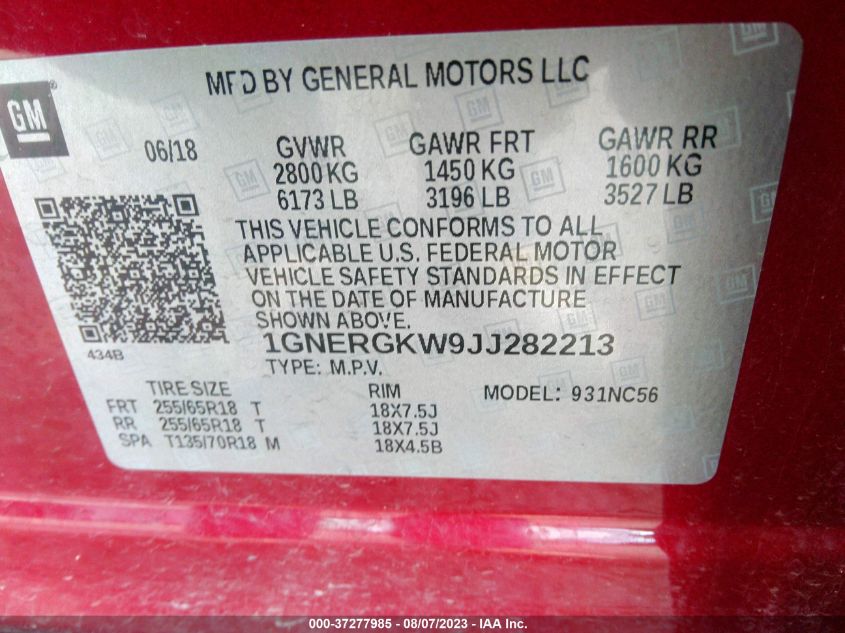 MFD BY GENERAL MOTORS LLC
GM
06/18 GVWR GAWR FRT GAWR RR
2800 KG 1450 KG 1600 KG
6173 LB 3196 LB 3527 LB
THIS VEHICLE CONFORMS TO ALL
APPLICABLE U.S. FEDERAL MOTOR
VEHICLE SAFETY STANDARDS IN EFFECT
ON THE DATE OF MANUFACTURE
SHOWN ABOVE.
434B
1GNERGKW9JJ282213
TYPE: M.P.V.
TIRE SIZE RIM MODEL: 931NC56
FRT 255/65R18 T 18X7.5J
RR 255/65R18 T 18X7.5J
SPA T135/70R18 M 18X4.5B
000-37277985 - 08/07/2023 - IAAI.com